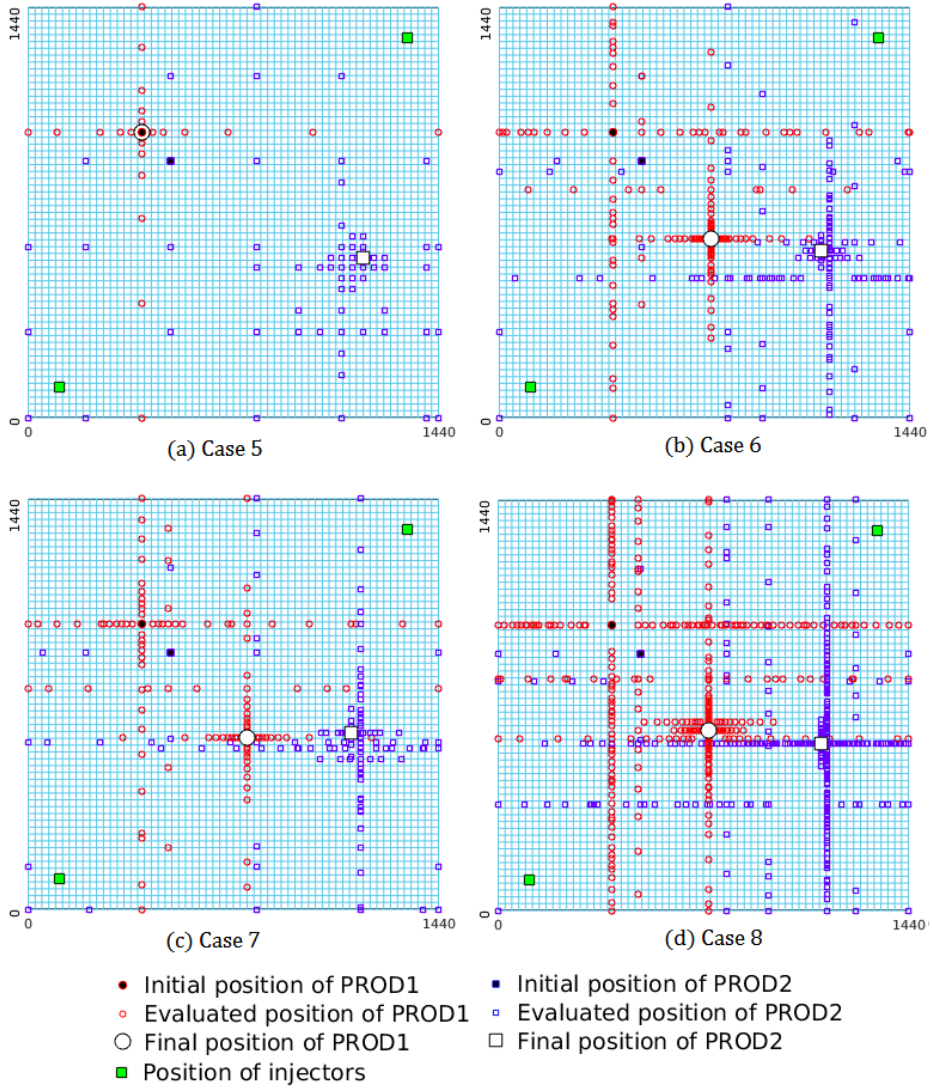 1440
1440
0
0
0
1440
0
1440
(a) Case 5
(b) Case 6
1440
1440
0
0
0
1440
0
1440
(c) Case 7
(d) Case 8
Initial position of PROD1
Initial position of PROD2
Evaluated position of PROD1
Evaluated position of PROD2
Final position of PROD1
Final position of PROD2
Position of injectors